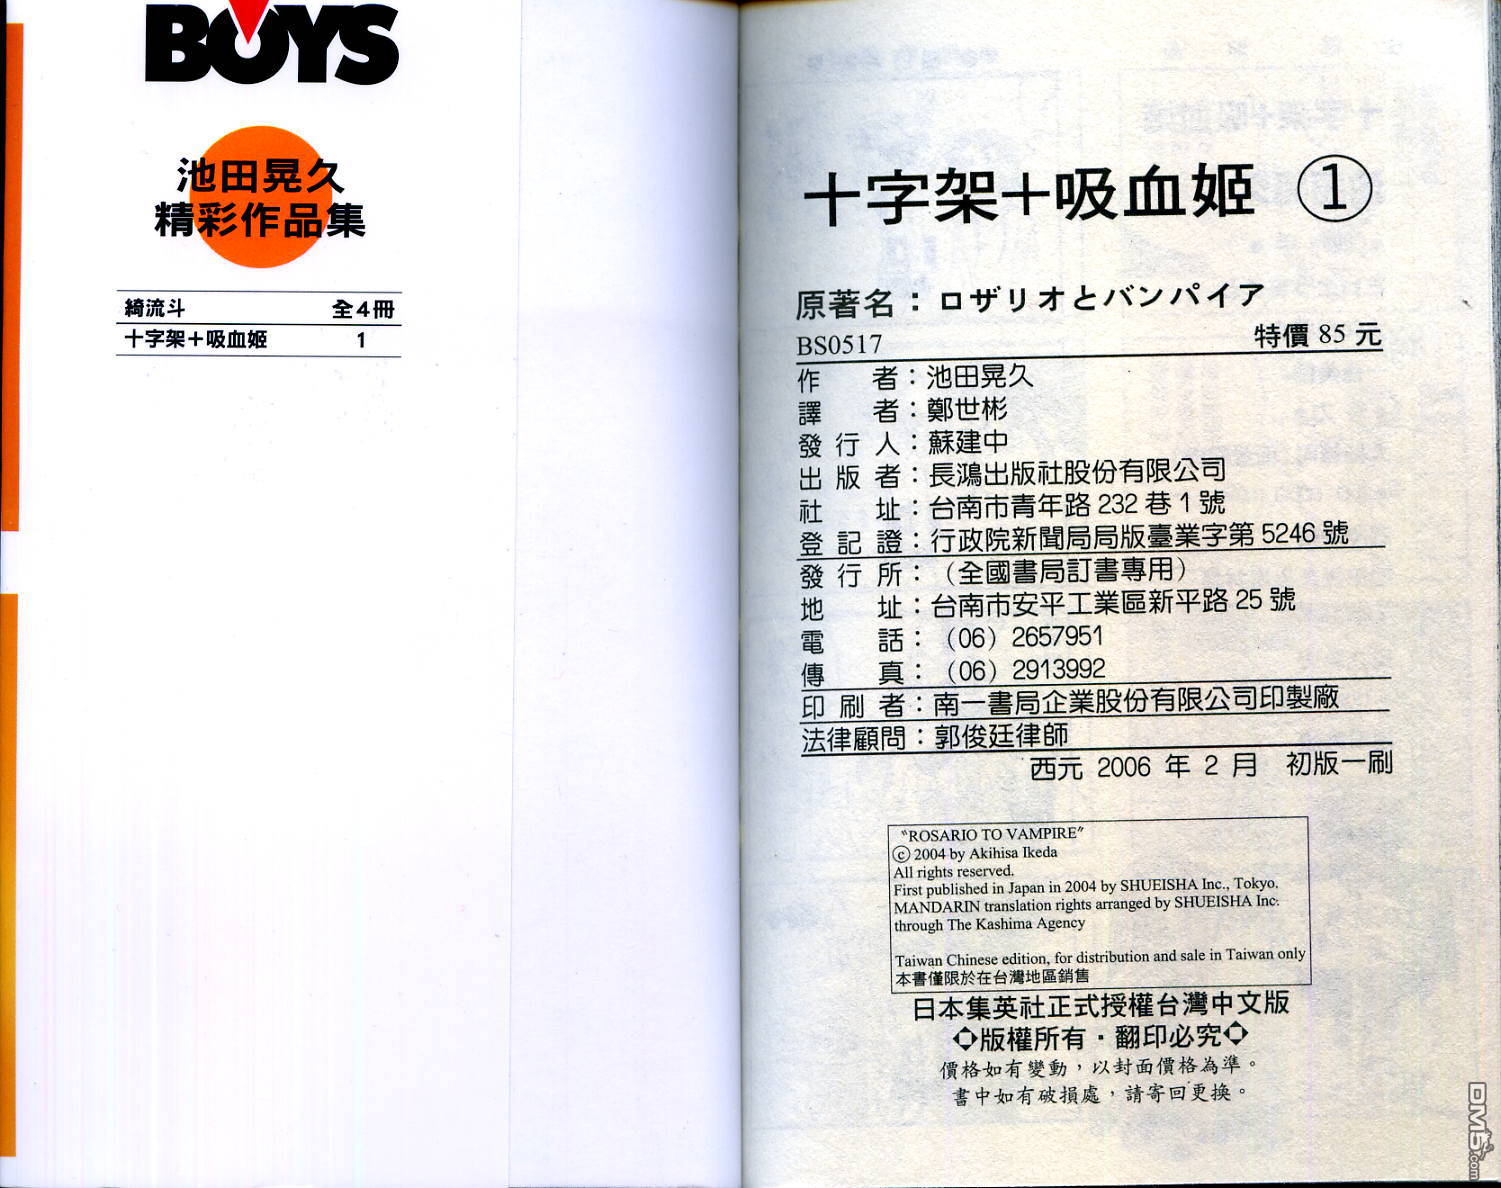 BOYS
池田晃久
精彩作品集
綺流斗 全4冊
十字架＋吸血姬 1
十字架＋吸血姬 ①
原著名：ロザリオとバンパイア
BS0517 特價 85 元
作者：池田晃久
譯者：鄭世彬
發行人：蘇建中
出版者：長鴻出版社股份有限公司
社址：台南市青年路 232 巷 1 號
登記證：行政院新聞局局版臺業字第 5246 號
發行所：（全國書局訂書專用）
地址：台南市安平工業區新平路 25 號
電話：（06）2657951
傳真：（06）2913992
印刷者：南一書局企業股份有限公司印製廠
法律顧問：郭俊廷律師
西元 2006 年 2 月 初版一刷
〝ROSARIO TO VAMPIRE〞
ⓒ 2004 by Akihisa Ikeda
All rights reserved.
First published in Japan in 2004 by SHUEISHA Inc., Tokyo.
MANDARIN translation rights arranged by SHUEISHA Inc.
through The Kashima Agency
Taiwan Chinese edition, for distribution and sale in Taiwan only
本書僅限於在台灣地區銷售
日本集英社正式授權台灣中文版
◇版權所有・翻印必究◇
價格如有變動，以封面價格為準。
書中如有破損處，請寄回更換。
DM5.com